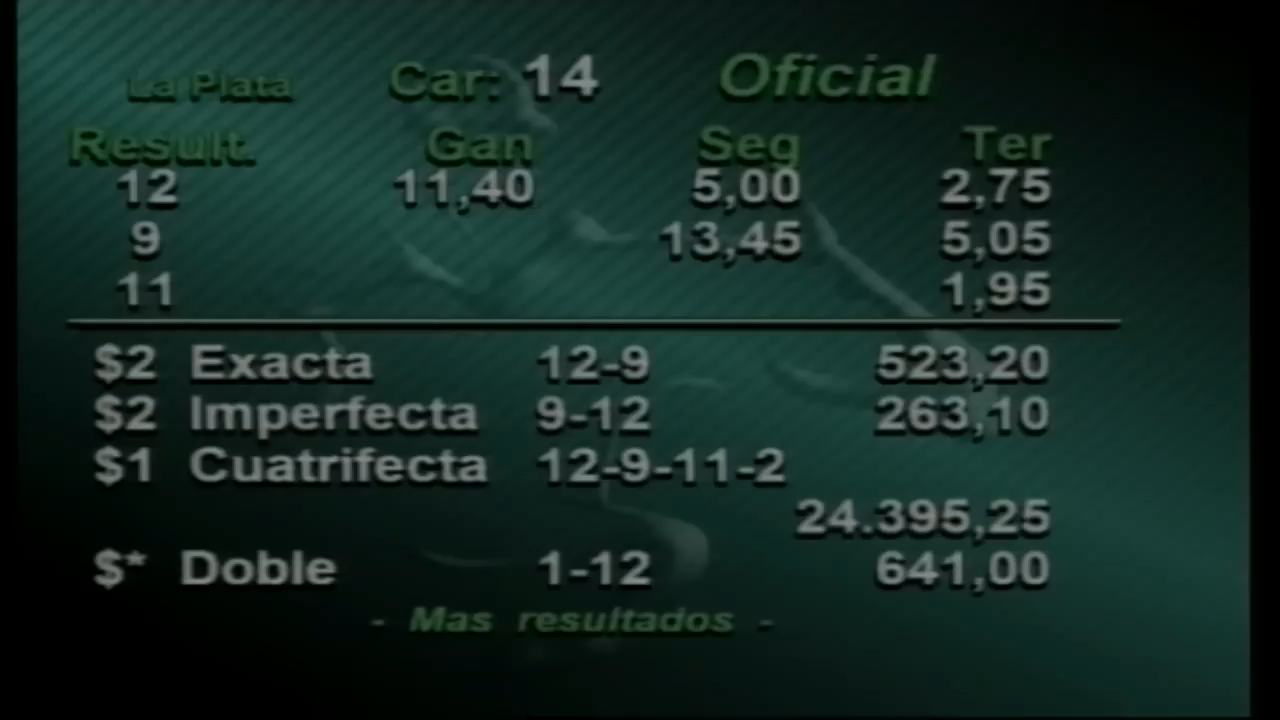 La Plata Car: 14 Oficial
Result. Gan Seg Ter
12 11,40 5,00 2,75
9 13,45 5,05
11 1,95
$2 Exacta 12-9 523,20
$2 Imperfecta 9-12 263,10
$1 Cuatrifecta 12-9-11-2
24.395,25
$* Doble 1-12 641,00
- Mas resultados -